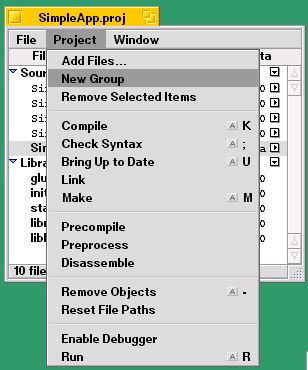 SimpleApp.proj
File Project Window
Add Files...
New Group
Remove Selected Items
Compile A K
Check Syntax A ;
Bring Up to Date A U
Link
Make A M
Precompile
Preprocess
Disassemble
Remove Objects A -
Reset File Paths
Enable Debugger
Run A R
Fil
ta
Sour
Si
Si
Si
Si
Sim
a
Libra
glu
init
sta
libr
lib
10 file